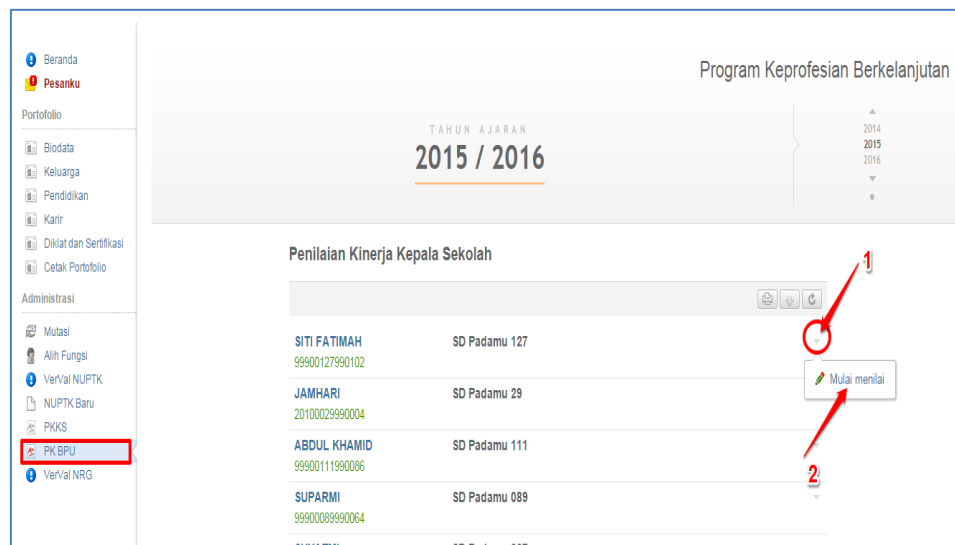 Beranda
Pesanku
Portofolio
Biodata
Keluarga
Pendidikan
Karir
Diklat dan Sertifikasi
Cetak Portofolio
Administrasi
Mutasi
Alih Fungsi
VerVal NUPTK
NUPTK Baru
PKKS
PK BPU
VerVal NRG
Program Keprofesian Berkelanjutan
TAHUN AJARAN
2015 / 2016
2014
2015
2016
Penilaian Kinerja Kepala Sekolah
1
SITI FATIMAH SD Padamu 127
99900127990102
Mulai menilai
JAMHARI SD Padamu 29
20100029990004
ABDUL KHAMID SD Padamu 111
99900111990086
2
SUPARMI SD Padamu 089
99900089990064